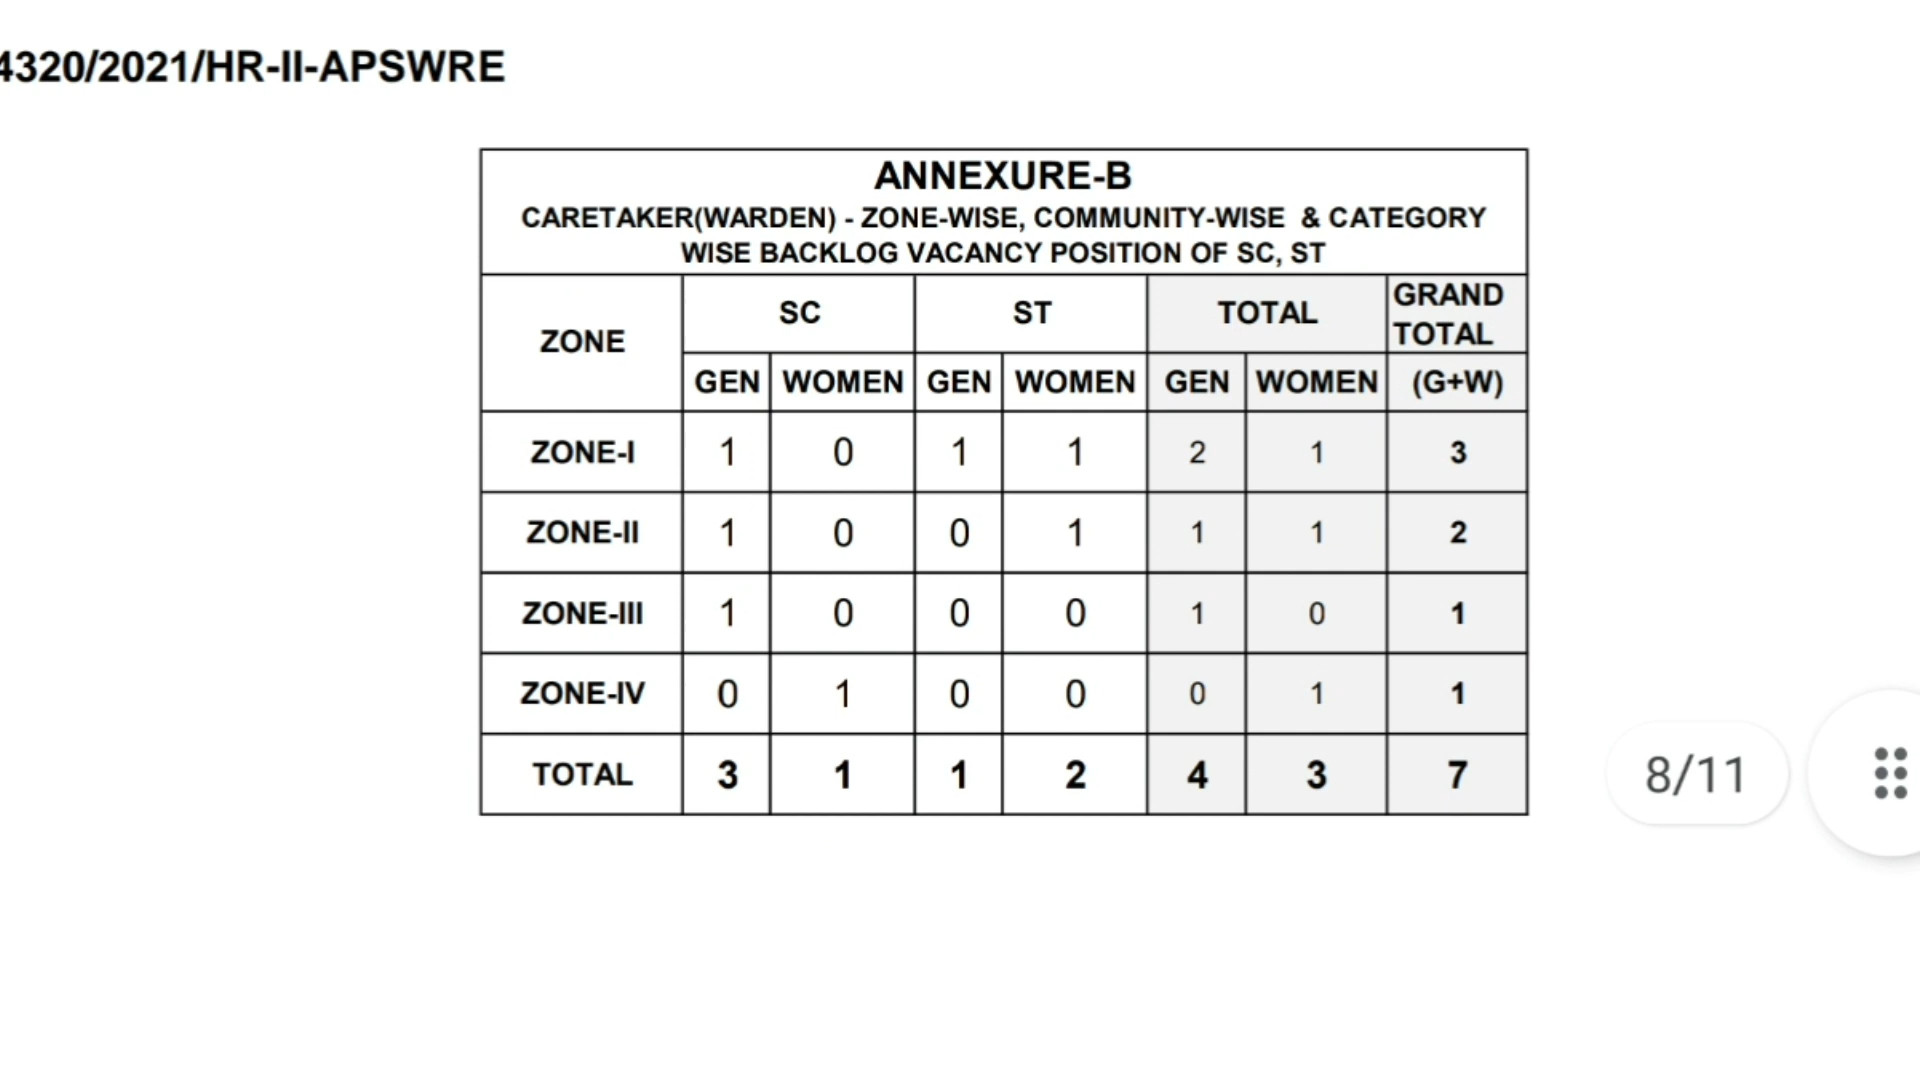 4320/2021/HR-II-APSWRE
ANNEXURE-B
CARETAKER(WARDEN) - ZONE-WISE, COMMUNITY-WISE & CATEGORY
WISE BACKLOG VACANCY POSITION OF SC, ST
ZONE SC ST TOTAL GRAND TOTAL
GEN WOMEN GEN WOMEN GEN WOMEN (G+W)
ZONE-I 1 0 1 1 2 1 3
ZONE-II 1 0 0 1 1 1 2
ZONE-III 1 0 0 0 1 0 1
ZONE-IV 0 1 0 0 0 1 1
TOTAL 3 1 1 2 4 3 7
8/11